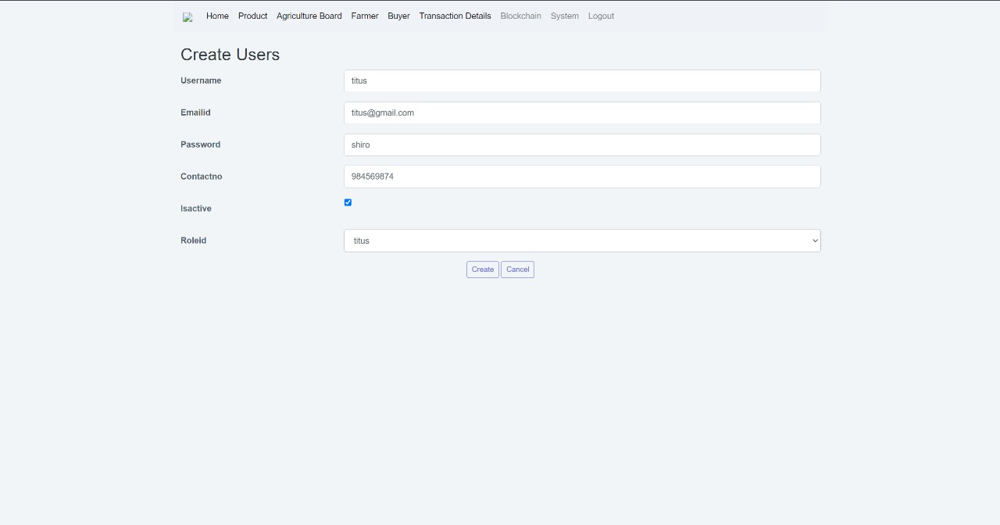 Home Product Agriculture Board Farmer Buyer Transaction Details Blockchain System Logout
Create Users
Username titus
Emailid titus@gmail.com
Password shiro
Contactno 984569874
Isactive
Roleid titus
Create Cancel